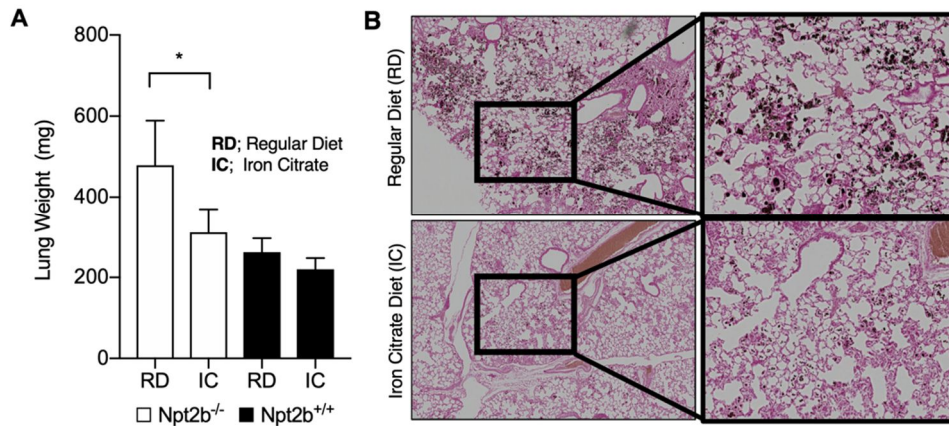 A
800
600
400
200
0
Lung Weight (mg)
*
RD; Regular Diet
IC; Iron Citrate
RD IC RD IC
Npt2b-/- Npt2b+/+
B
Regular Diet (RD)
Iron Citrate Diet (IC)